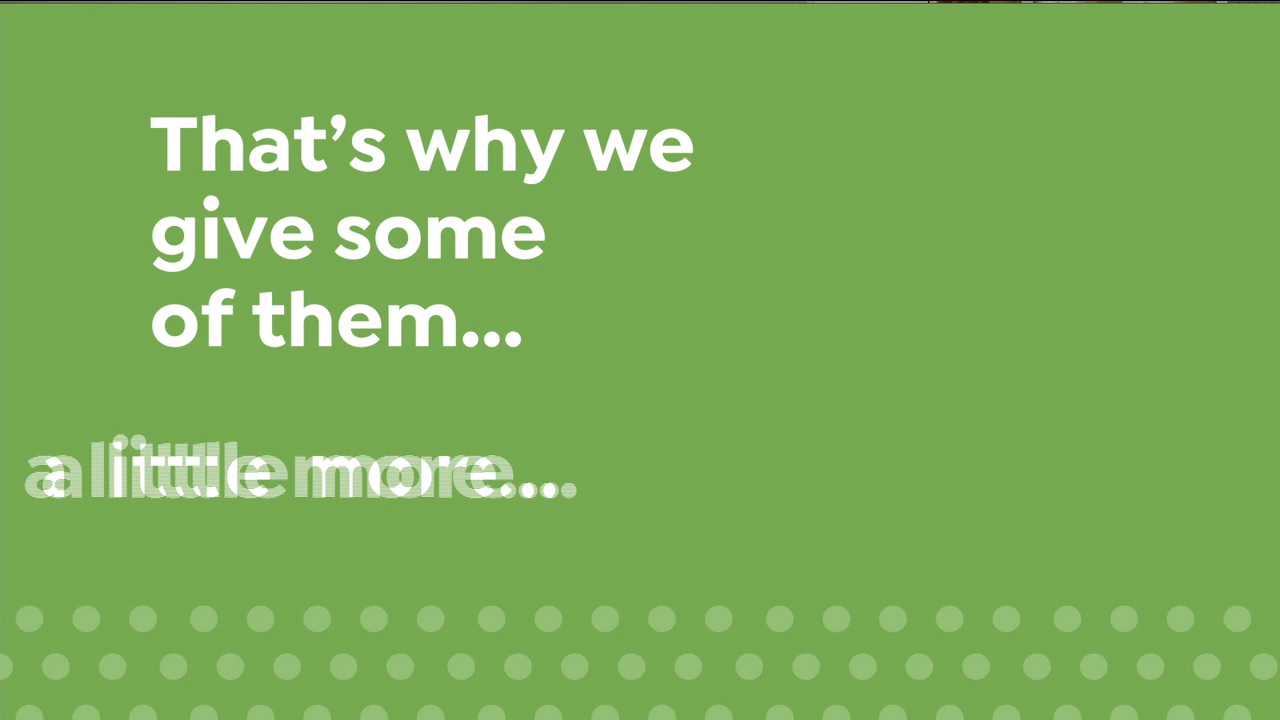 That’s why we
give some
of them...
a little more...